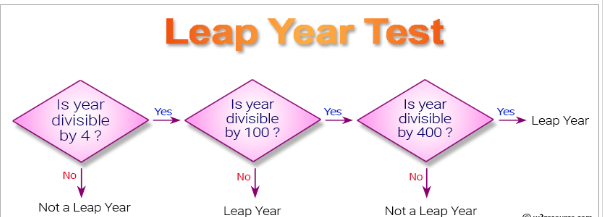 Leap Year Test
Is year
divisible
by 4 ?
Yes
Is year
divisible
by 100 ?
Yes
Is year
divisible
by 400 ?
Yes
Leap Year
No
No
No
Not a Leap Year
Leap Year
Not a Leap Year